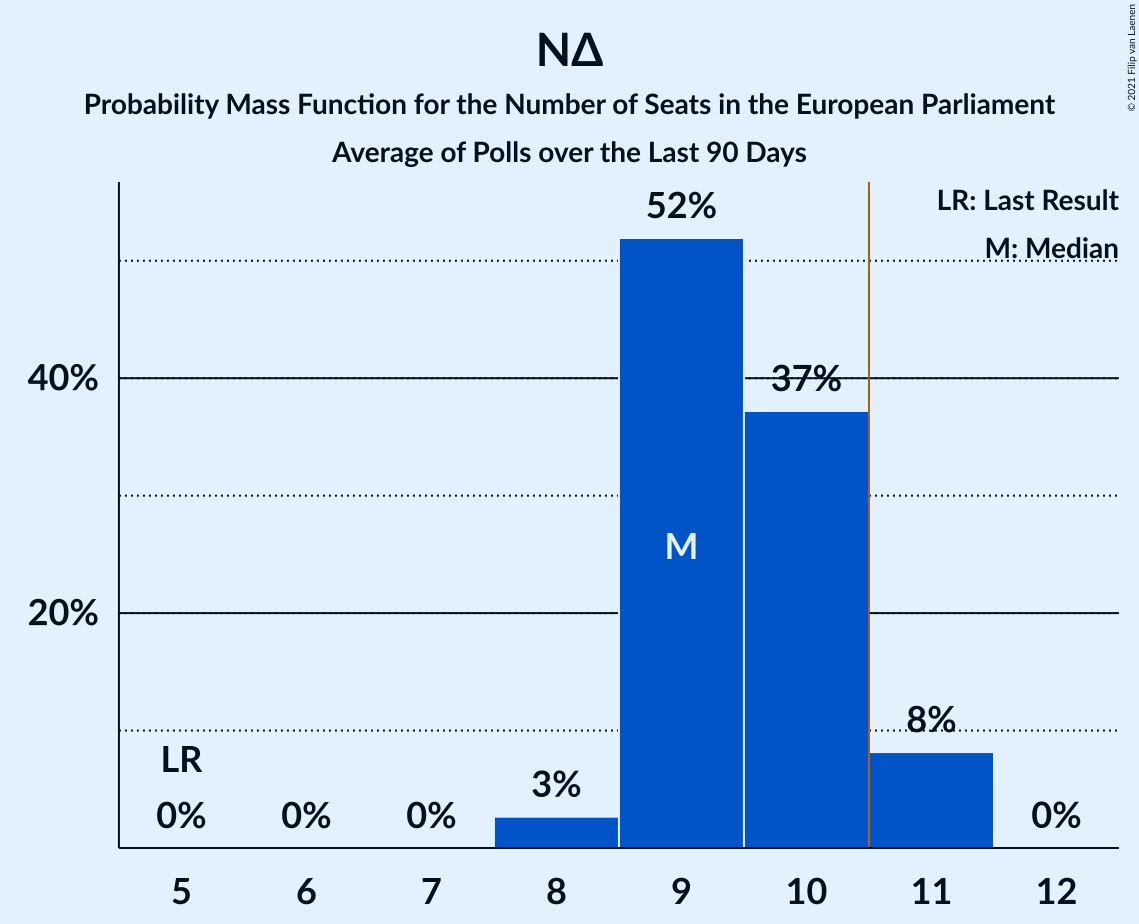 ΝΔ
Probability Mass Function for the Number of Seats in the European Parliament
Average of Polls over the Last 90 Days
© 2021 Filip van Laenen
LR: Last Result
M: Median
52%
40%
37%
M
20%
8%
LR
3%
0%
0%
0%
0%
5 6 7 8 9 10 11 12